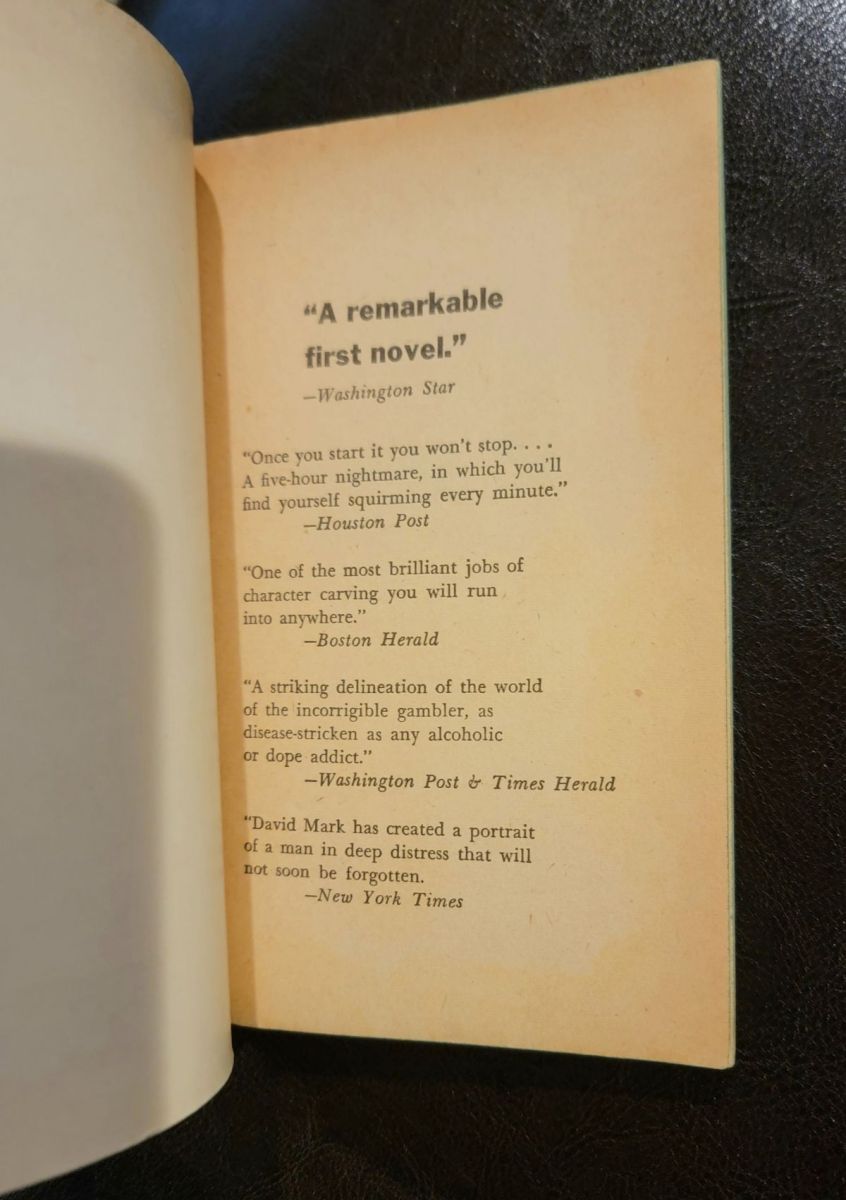 “A remarkable
first novel.”
—Washington Star
“Once you start it you won't stop. . . .
A five-hour nightmare, in which you'll
find yourself squirming every minute.”
—Houston Post
“One of the most brilliant jobs of
character carving you will run
into anywhere.”
—Boston Herald
“A striking delineation of the world
of the incorrigible gambler, as
disease-stricken as any alcoholic
or dope addict.”
—Washington Post & Times Herald
“David Mark has created a portrait
of a man in deep distress that will
not soon be forgotten.
—New York Times